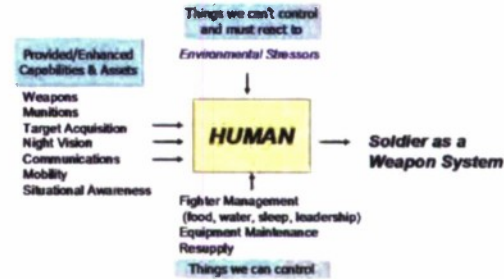 Things we can't control
and must react to
Environmental Stressors
Provided/Enhanced
Capabilities & Assets
Weapons
Munitions
Target Acquisition
Night Vision
Communications
Mobility
Situational Awareness
HUMAN
Soldier as a
Weapon System
Fighter Management
(food, water, sleep, leadership)
Equipment Maintenance
Resupply
Things we can control